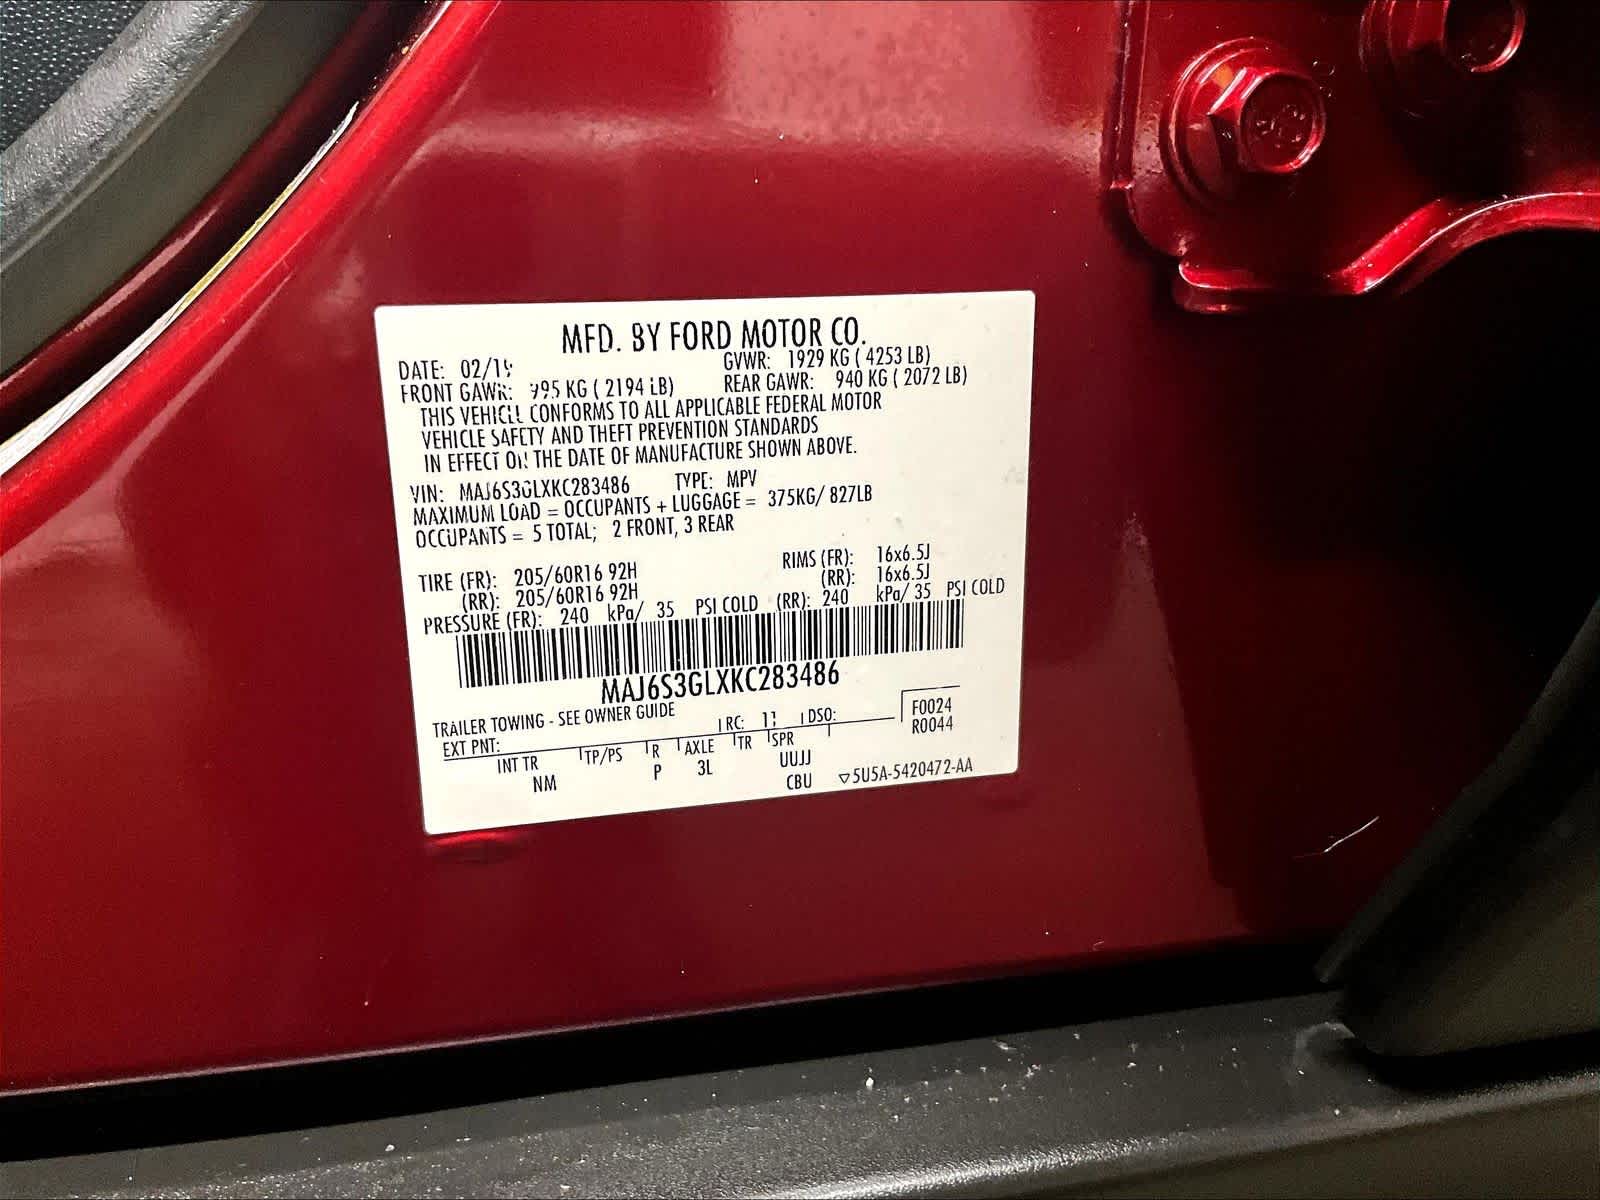 MFD. BY FORD MOTOR CO.
DATE: 02/19 GVWR: 1929 KG ( 4253 LB)
FRONT GAWR: 995 KG ( 2194 LB) REAR GAWR: 940 KG ( 2072 LB)
THIS VEHICLE CONFORMS TO ALL APPLICABLE FEDERAL MOTOR
VEHICLE SAFETY AND THEFT PREVENTION STANDARDS
IN EFFECT ON THE DATE OF MANUFACTURE SHOWN ABOVE.
VIN: MAJ6S3GLXKC283486 TYPE: MPV
MAXIMUM LOAD = OCCUPANTS + LUGGAGE = 375KG/ 827LB
OCCUPANTS = 5 TOTAL; 2 FRONT, 3 REAR
TIRE (FR): 205/60R16 92H RIMS (FR): 16x6.5J
(RR): 205/60R16 92H (RR): 16x6.5J
PRESSURE (FR): 240 kPa/ 35 PSI COLD (RR): 240 kPa/ 35 PSI COLD
MAJ6S3GLXKC283486
TRAILER TOWING - SEE OWNER GUIDE
EXT PNT: RC: 11 DSO: F0024
R0044
INT TR TP/PS R AXLE TR SPR
NM P 3L UUJJ
CBU ▽5U5A-5420472-AA